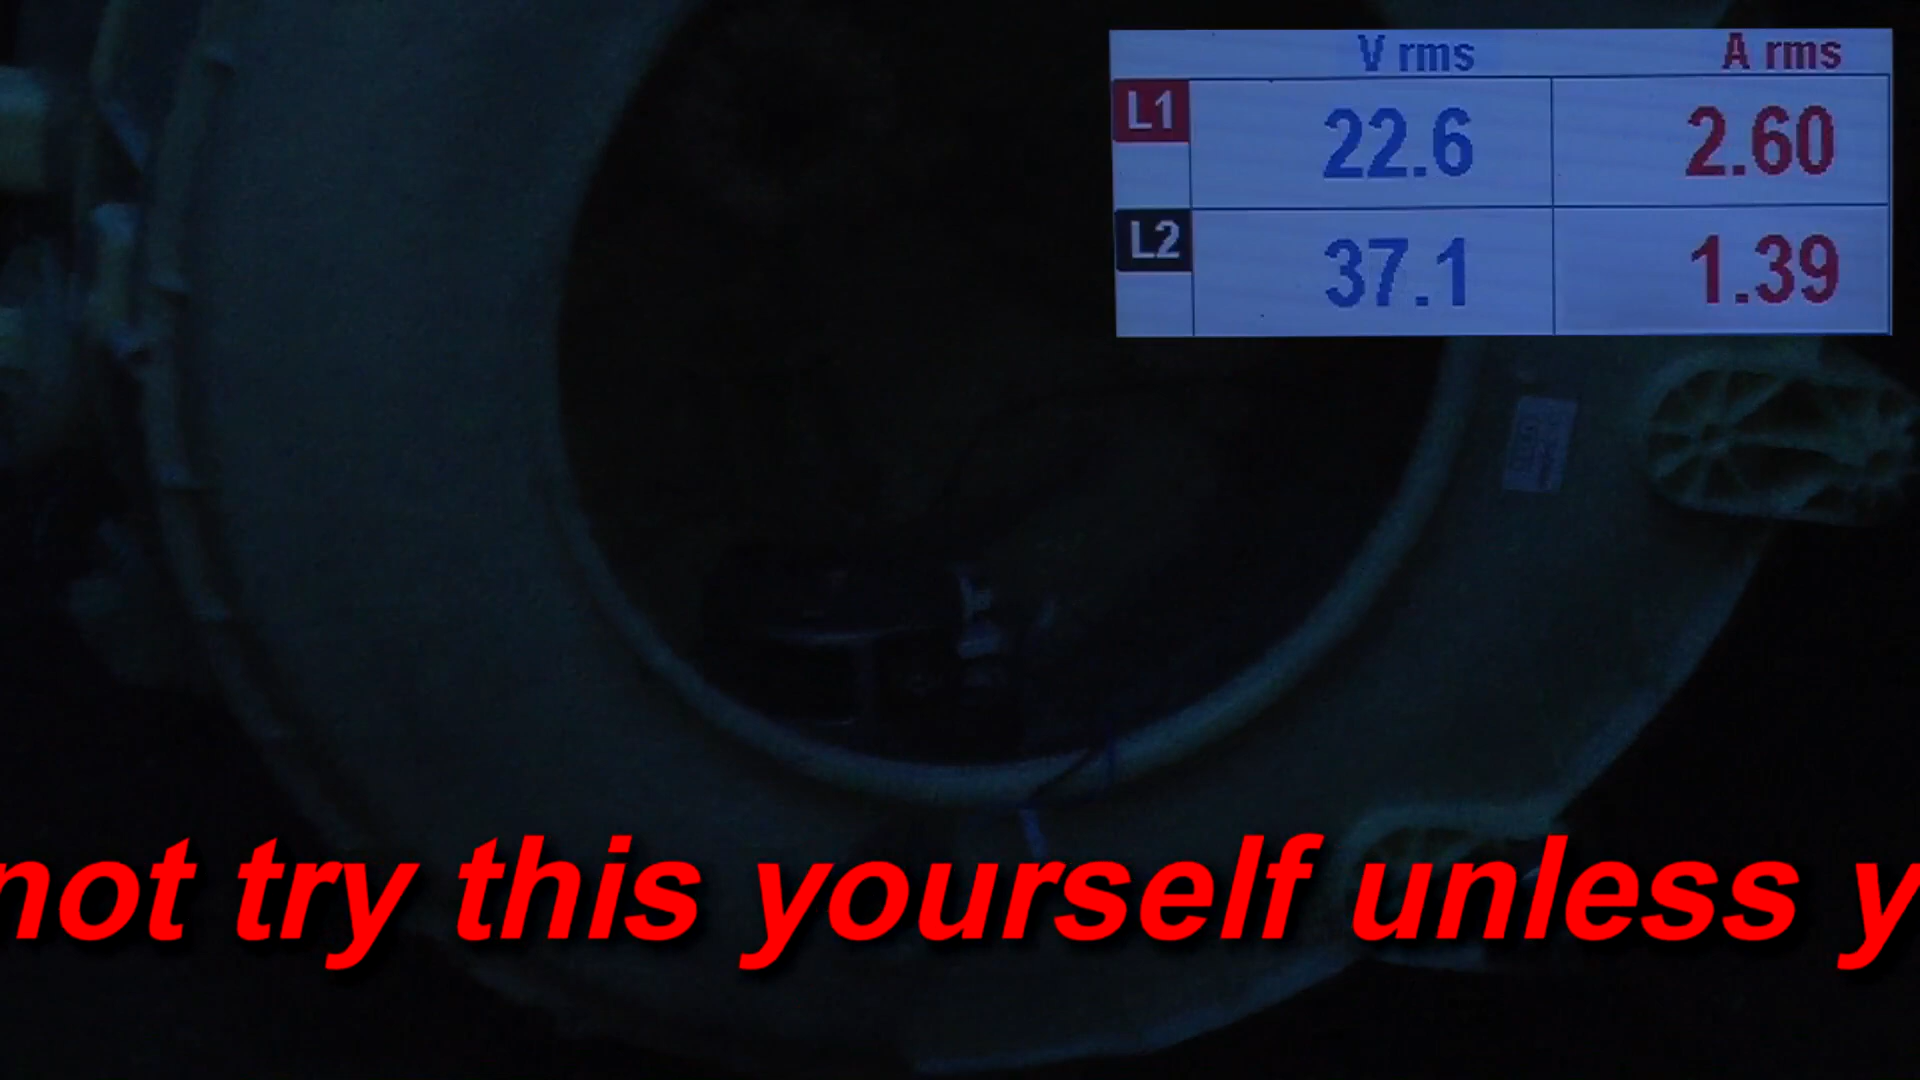 V rms A rms
L1 22.6 2.60
L2 37.1 1.39
not try this yourself unless y